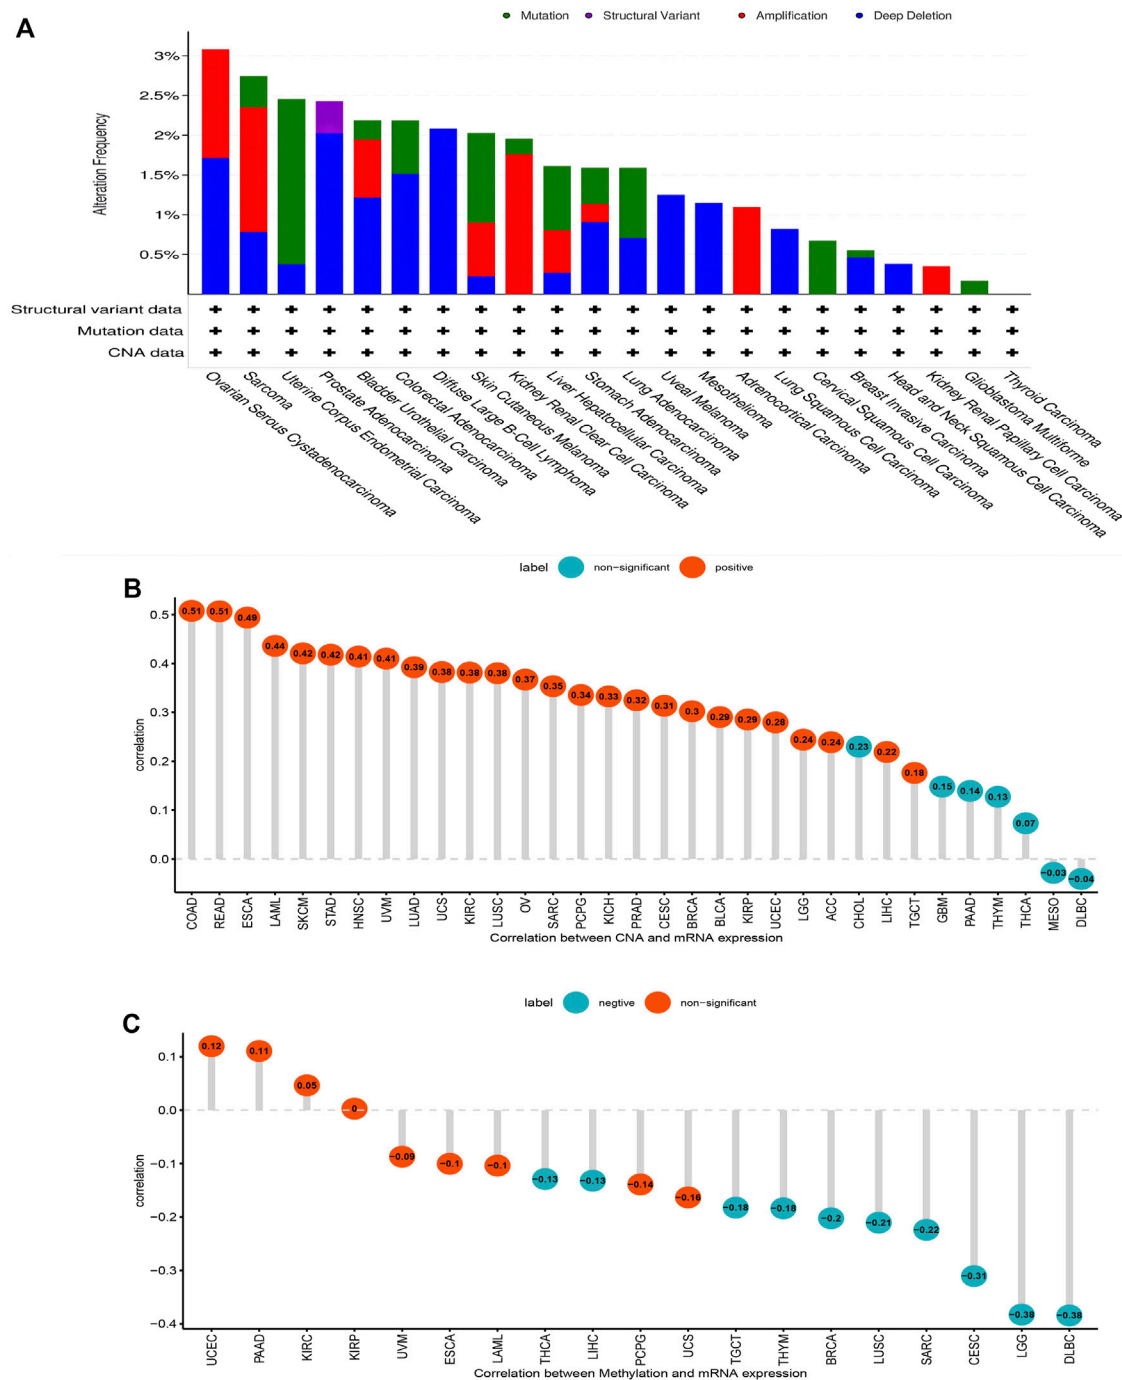 A
Mutation Structural Variant Amplification Deep Deletion
Alteration Frequency
3%
2.5%
2%
1.5%
1%
0.5%
Structural variant data
Mutation data
CNA data
Ovarian Serous Cystadenocarcinoma
Sarcoma
Uterine Corpus Endometrial Carcinoma
Prostate Adenocarcinoma
Bladder Urothelial Carcinoma
Colorectal Adenocarcinoma
Diffuse Large B-Cell Lymphoma
Skin Cutaneous Melanoma
Kidney Renal Clear Cell Carcinoma
Liver Hepatocellular Carcinoma
Stomach Adenocarcinoma
Lung Adenocarcinoma
Uveal Melanoma
Mesothelioma
Adrenocortical Carcinoma
Lung Squamous Cell Carcinoma
Cervical Squamous Cell Carcinoma
Breast Invasive Carcinoma
Head and Neck Squamous Cell Carcinoma
Kidney Renal Papillary Cell Carcinoma
Glioblastoma Multiforme
Thyroid Carcinoma
B
label non−significant positive
correlation
0.5
0.4
0.3
0.2
0.1
0.0
0.51 0.51 0.49 0.44 0.42 0.42 0.41 0.41 0.39 0.38 0.38 0.38 0.37 0.35 0.34 0.33 0.32 0.31 0.3 0.29 0.29 0.28 0.24 0.24 0.23 0.22 0.18 0.15 0.14 0.13 0.07 −0.03 −0.04
COAD READ ESCA LAML SKCM STAD HNSC UVM LUAD UCS KIRC LUSC OV SARC PCPG KICH PRAD CESC BRCA BLCA KIRP UCEC LGG ACC CHOL LIHC TGCT GBM PAAD THYM THCA MESO DLBC
Correlation between CNA and mRNA expression
C
label negtive non−significant
correlation
0.1
0.0
−0.1
−0.2
−0.3
−0.4
0.12 0.11 0.05 0 −0.09 −0.1 −0.1 −0.13 −0.13 −0.14 −0.16 −0.18 −0.18 −0.2 −0.21 −0.22 −0.31 −0.38 −0.38
UCEC PAAD KIRC KIRP UVM ESCA LAML THCA LIHC PCPG UCS TGCT THYM BRCA LUSC SARC CESC LGG DLBC
Correlation between Methylation and mRNA expression